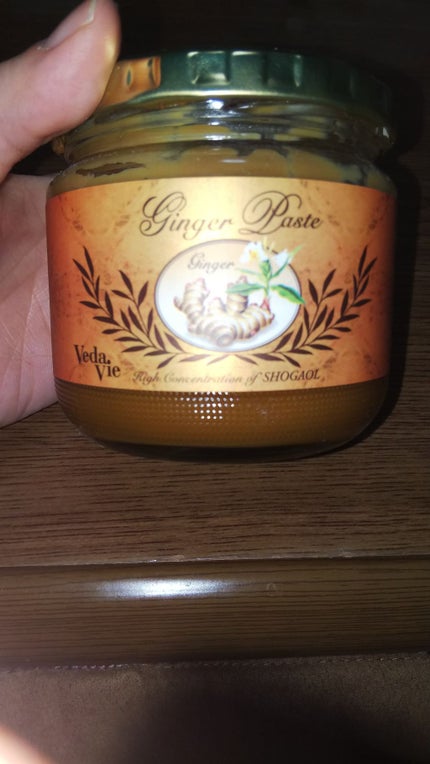 Ginger Paste
Ginger
Veda
Vie
High Concentration of SHOGAOL